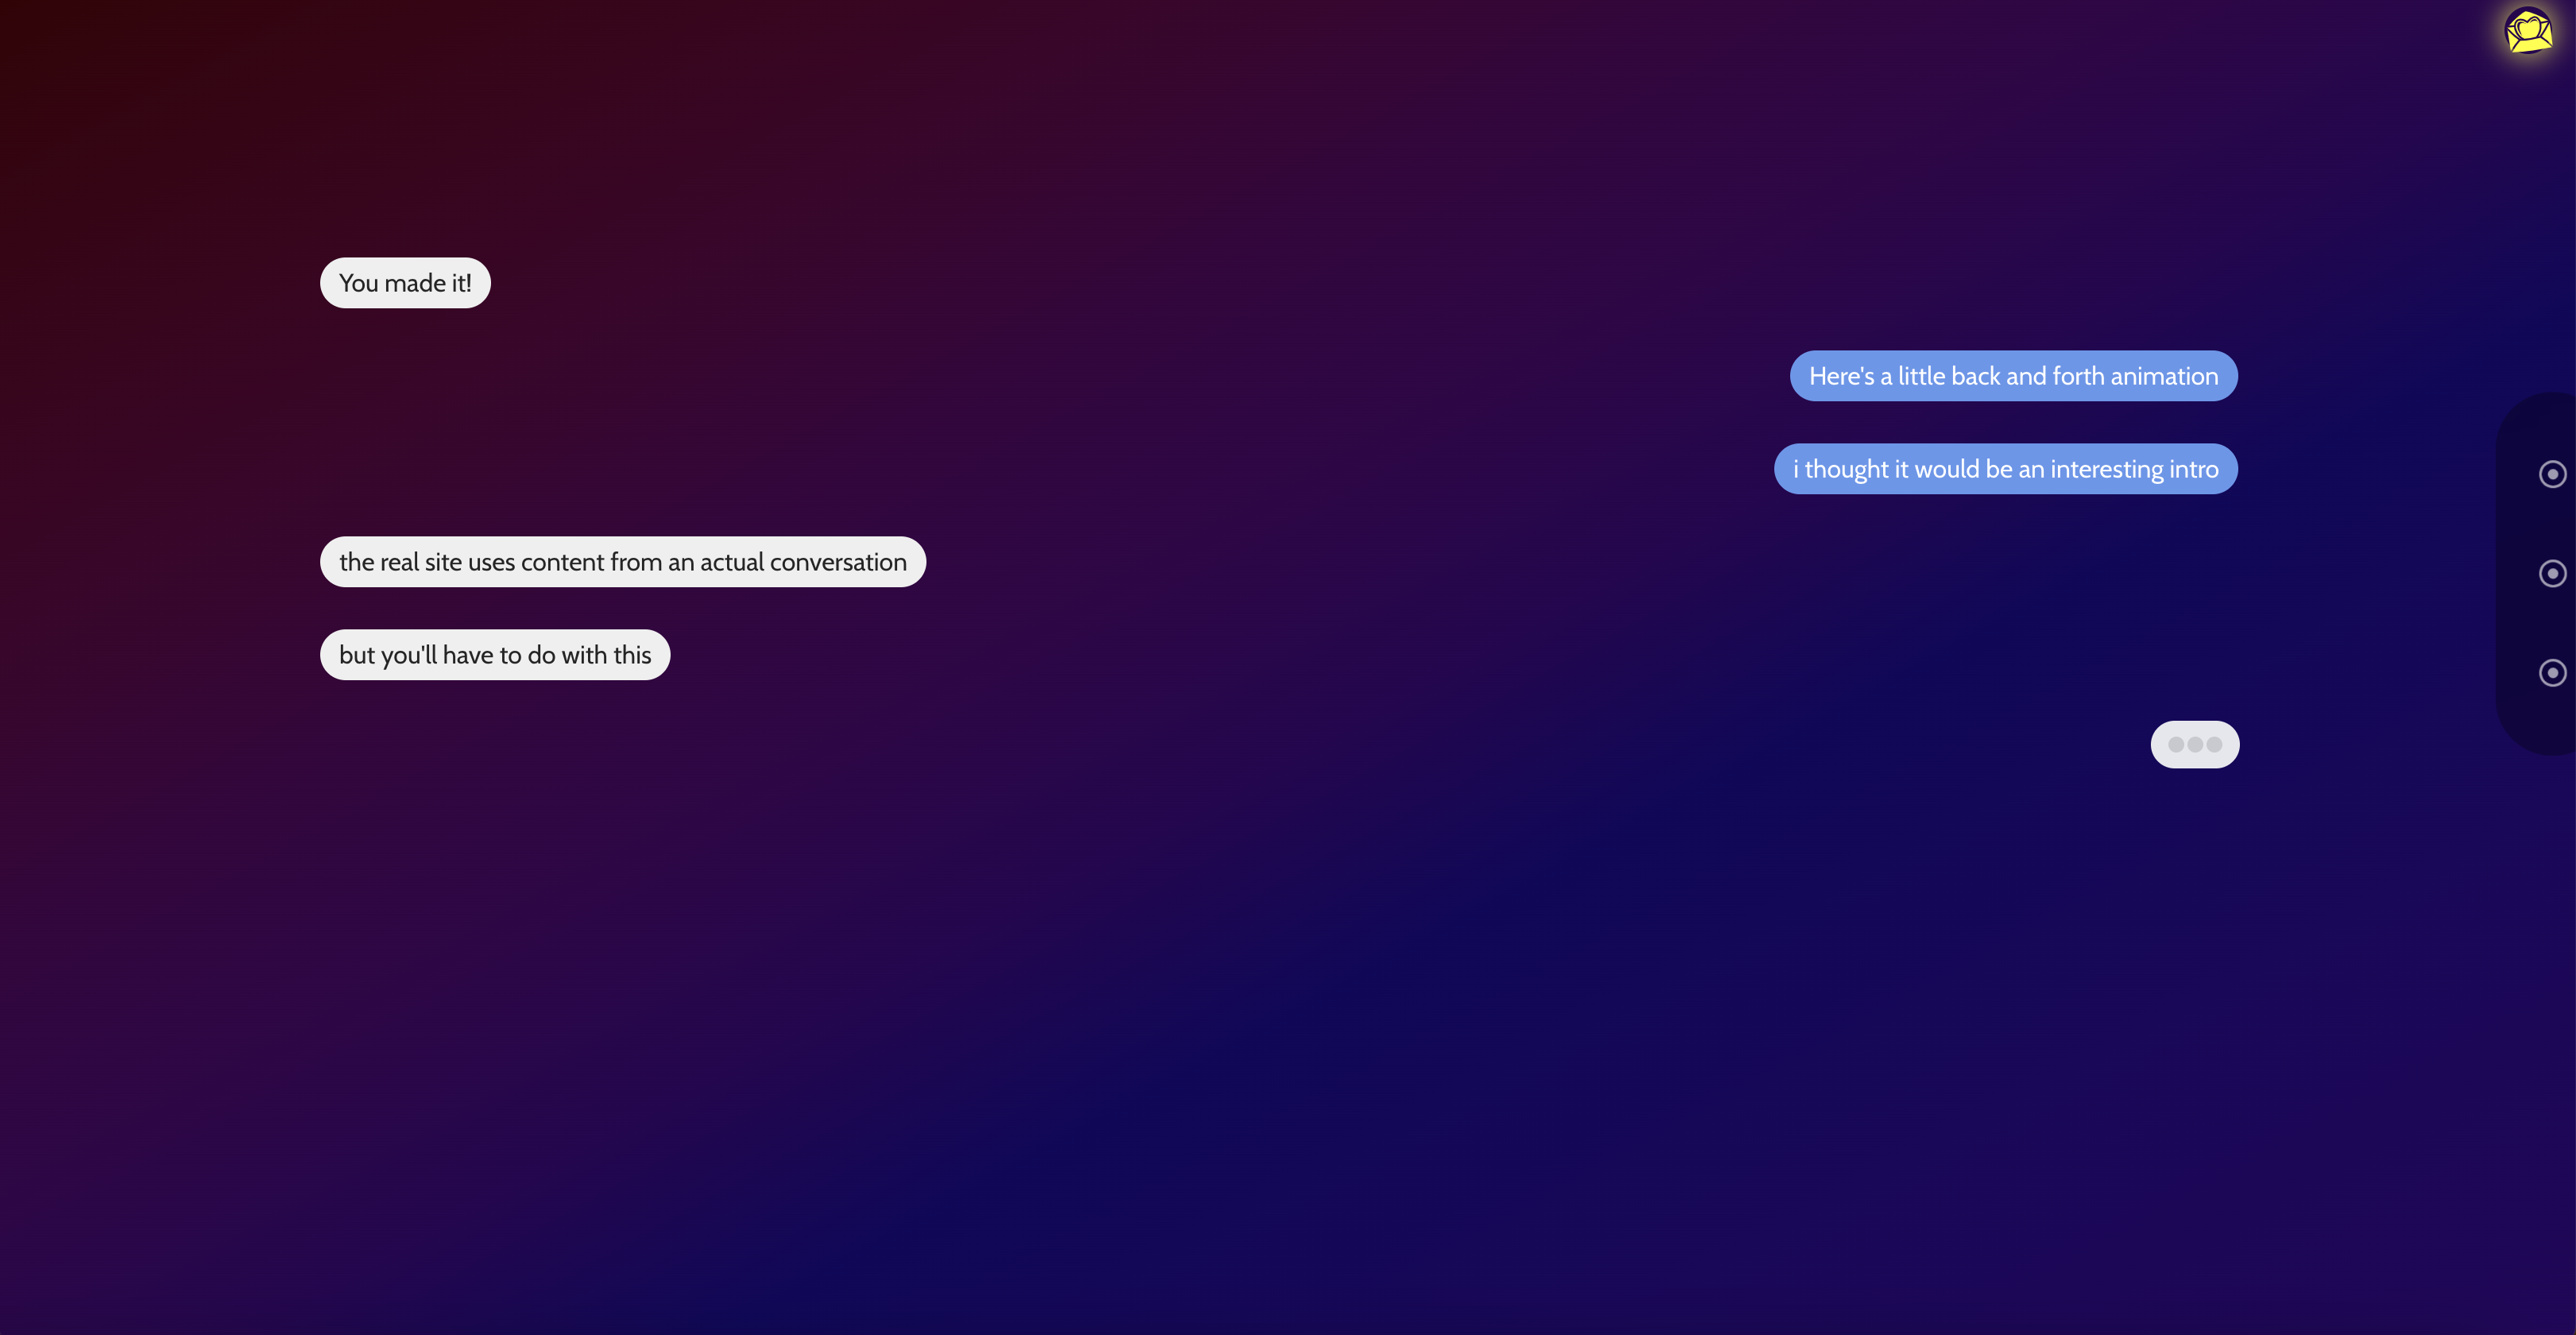 You made it!
Here's a little back and forth animation
i thought it would be an interesting intro
the real site uses content from an actual conversation
but you'll have to do with this